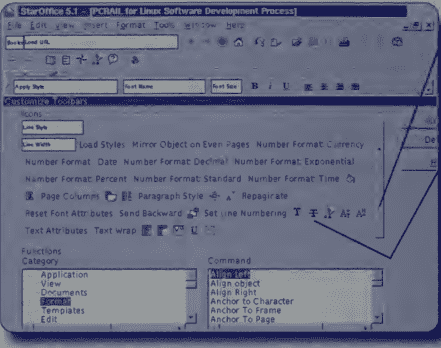 StarOffice 5.1 - [PCRAIL for Linux Software Development Process]
File Edit View Insert Format Tools Window Help
Background URL
Apply Style Font Name Font Size B i U
Customize Toolbars
Icons
Line Style
Line Width Load Styles Mirror Object on Even Pages Number Format: Currency
Number Format: Date Number Format: Decimal Number Format: Exponential
Number Format: Percent Number Format: Standard Number Format: Time
Page Columns Paragraph Style Repaginate
Reset Font Attributes Send Backward Set Line Numbering
Text Attributes Text Wrap
Functions
Category Command
Application Align Left
View Align object
Documents Align Right
Format Anchor to Character
Templates Anchor To Frame
Edit Anchor To Page